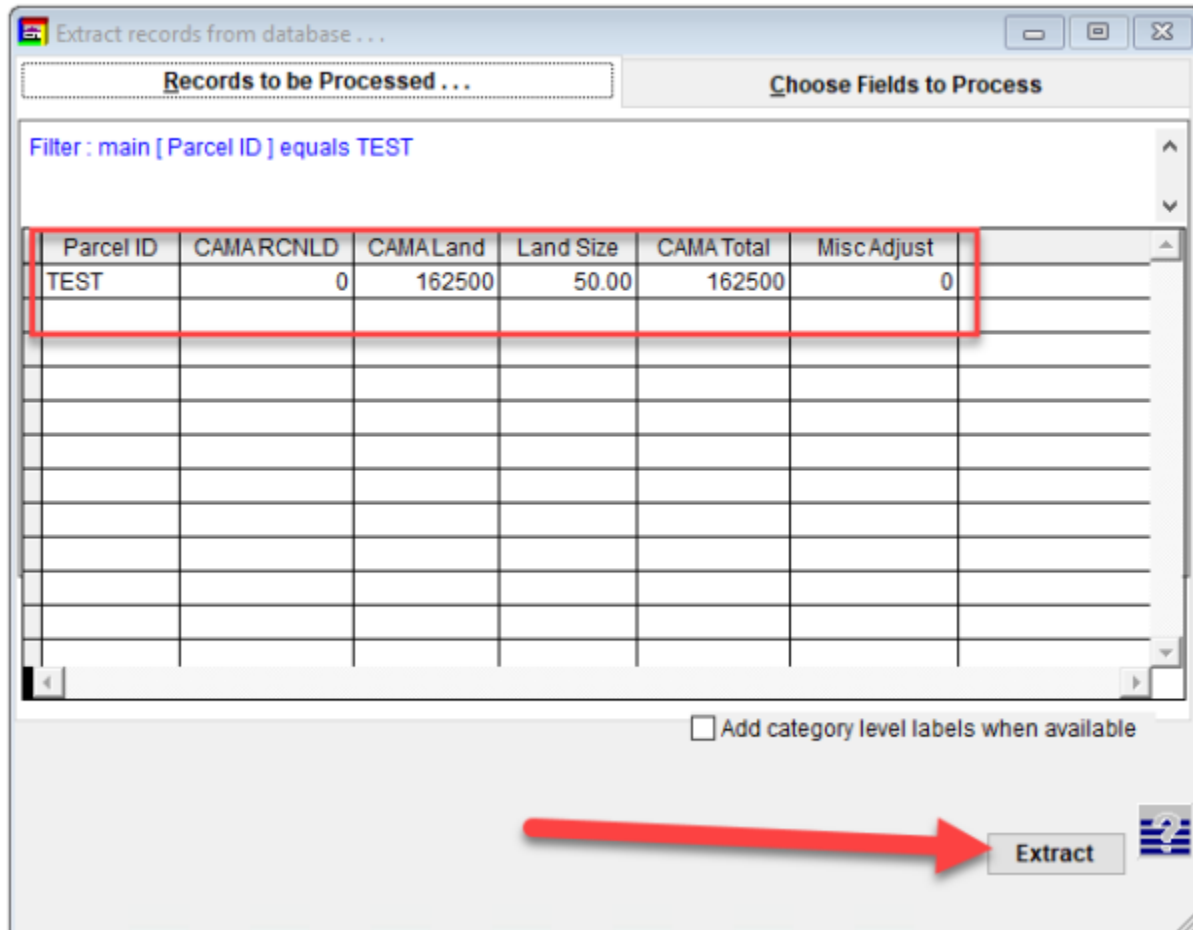 Extract records from database . . .
Records to be Processed . . .
Choose Fields to Process
Filter : main [ Parcel ID ] equals TEST
Parcel ID CAMA RCNLD CAMA Land Land Size CAMA Total Misc Adjust
TEST 0 162500 50.00 162500 0
Add category level labels when available
Extract
?